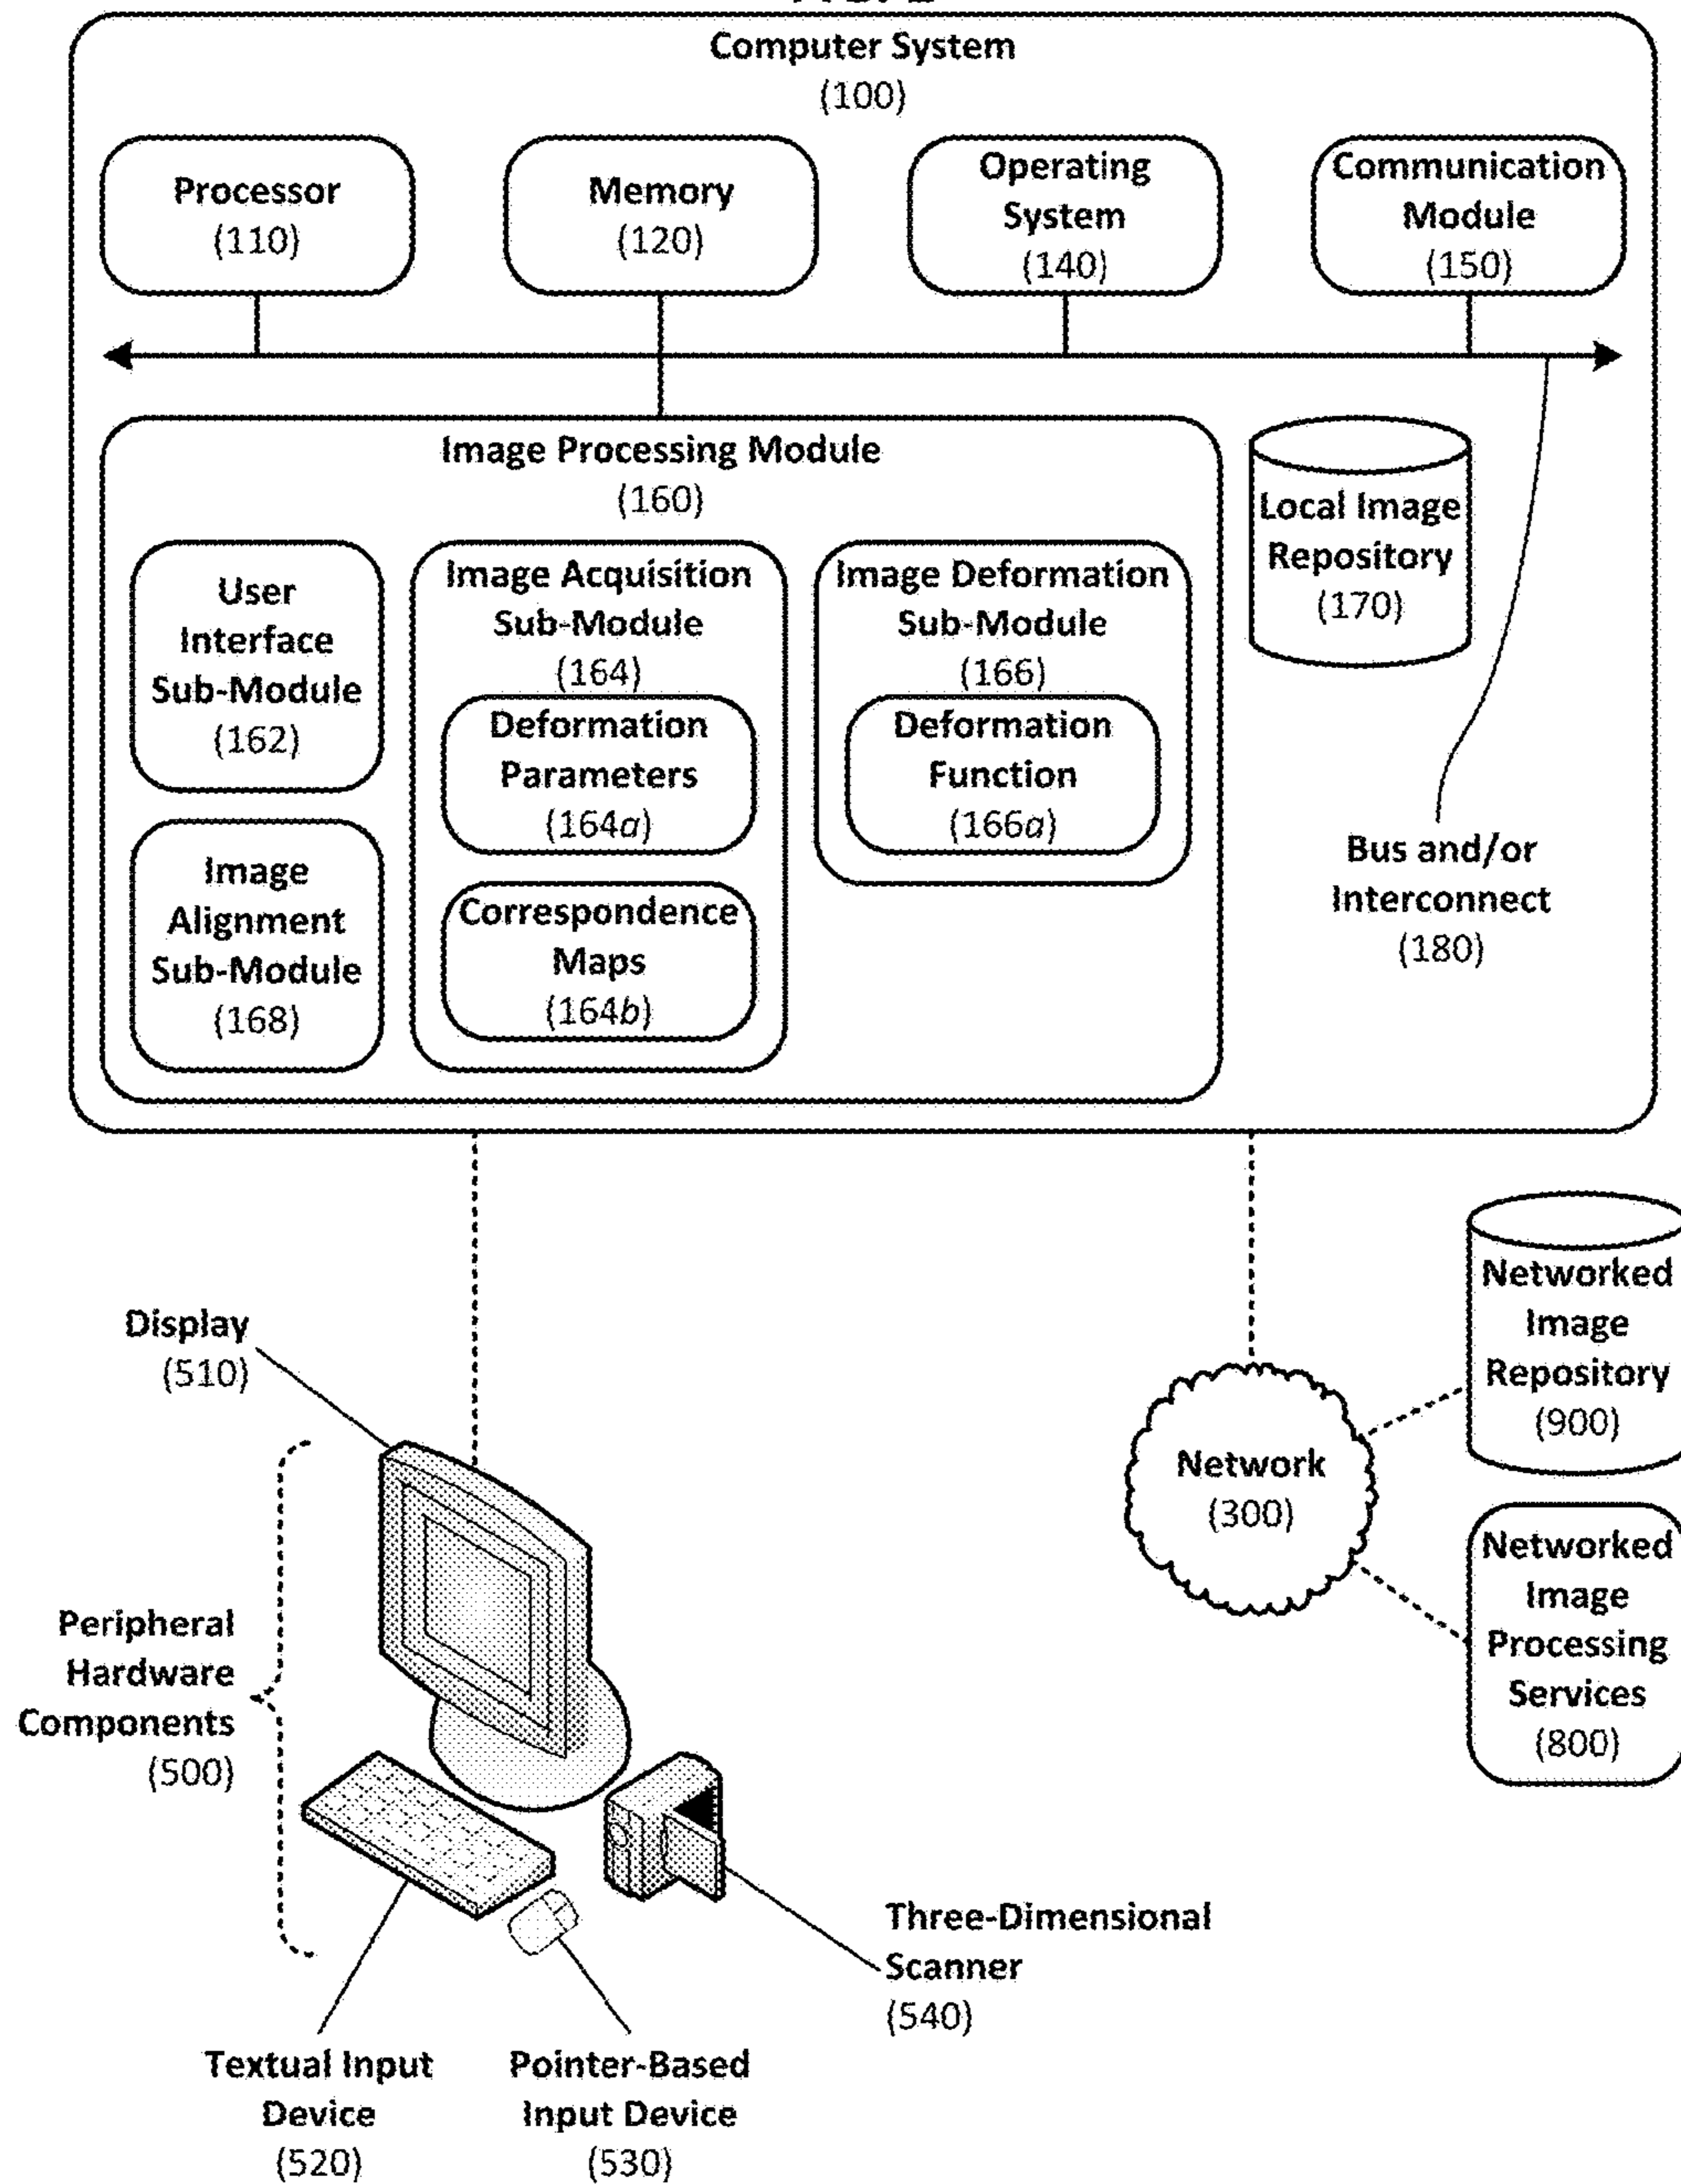 Computer System
(100)
Processor
(110)
Memory
(120)
Operating
System
(140)
Communication
Module
(150)
Image Processing Module
(160)
User
Interface
Sub-Module
(162)
Image Acquisition
Sub-Module
(164)
Deformation
Parameters
(164a)
Correspondence
Maps
(164b)
Image Deformation
Sub-Module
(166)
Deformation
Function
(166a)
Image
Alignment
Sub-Module
(168)
Local Image
Repository
(170)
Bus and/or
Interconnect
(180)
Display
(510)
Peripheral
Hardware
Components
(500)
Network
(300)
Networked
Image
Repository
(900)
Networked
Image
Processing
Services
(800)
Three-Dimensional
Scanner
(540)
Textual Input
Device
(520)
Pointer-Based
Input Device
(530)